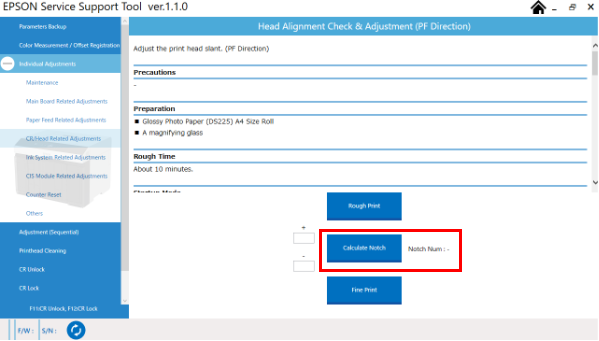 EPSON Service Support Tool ver.1.1.0
Parameters Backup
Color Measurement / Offset Registration
Individual Adjustments
Maintenance
Main Board Related Adjustments
Paper Feed Related Adjustments
CR/Head Related Adjustments
Ink System Related Adjustments
CIS Module Related Adjustments
Counter Reset
Others
Adjustment (Sequential)
Printhead Cleaning
CR Unlock
CR Lock
F11:CR Unlock, F12:CR Lock
F/W : S/N :
Head Alignment Check & Adjustment (PF Direction)
Adjust the print head slant. (PF Direction)
Precautions
-
Preparation
■ Glossy Photo Paper (DS225) A4 Size Roll
■ A magnifying glass
Rough Time
About 10 minutes.
Startup Mode
Rough Print
+
Calculate Notch Notch Num : -
-
Fine Print